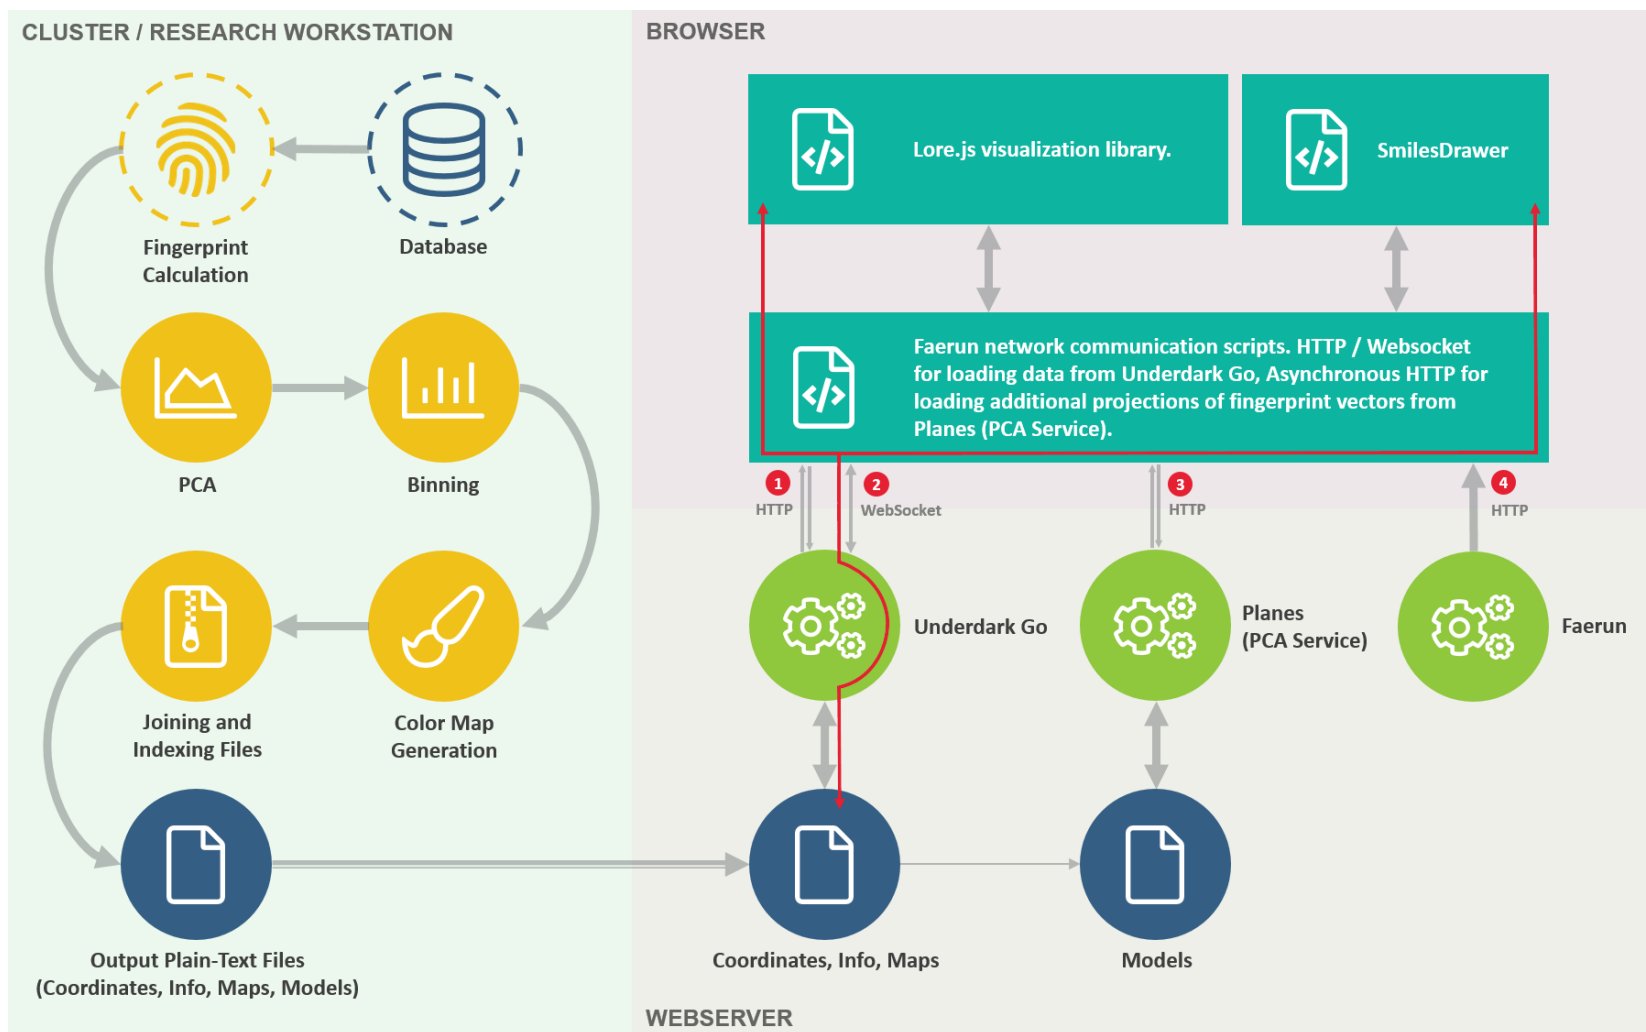 CLUSTER / RESEARCH WORKSTATION
Fingerprint
Calculation
Database
PCA
Binning
Joining and
Indexing Files
Color Map
Generation
Output Plain-Text Files
(Coordinates, Info, Maps, Models)
BROWSER
</>
Lore.js visualization library.
</>
SmilesDrawer
</>
Faerun network communication scripts. HTTP / Websocket
for loading data from Underdark Go, Asynchronous HTTP for
loading additional projections of fingerprint vectors from
Planes (PCA Service).
1
HTTP
2
WebSocket
3
HTTP
4
HTTP
Underdark Go
Planes
(PCA Service)
Faerun
Coordinates, Info, Maps
Models
WEBSERVER